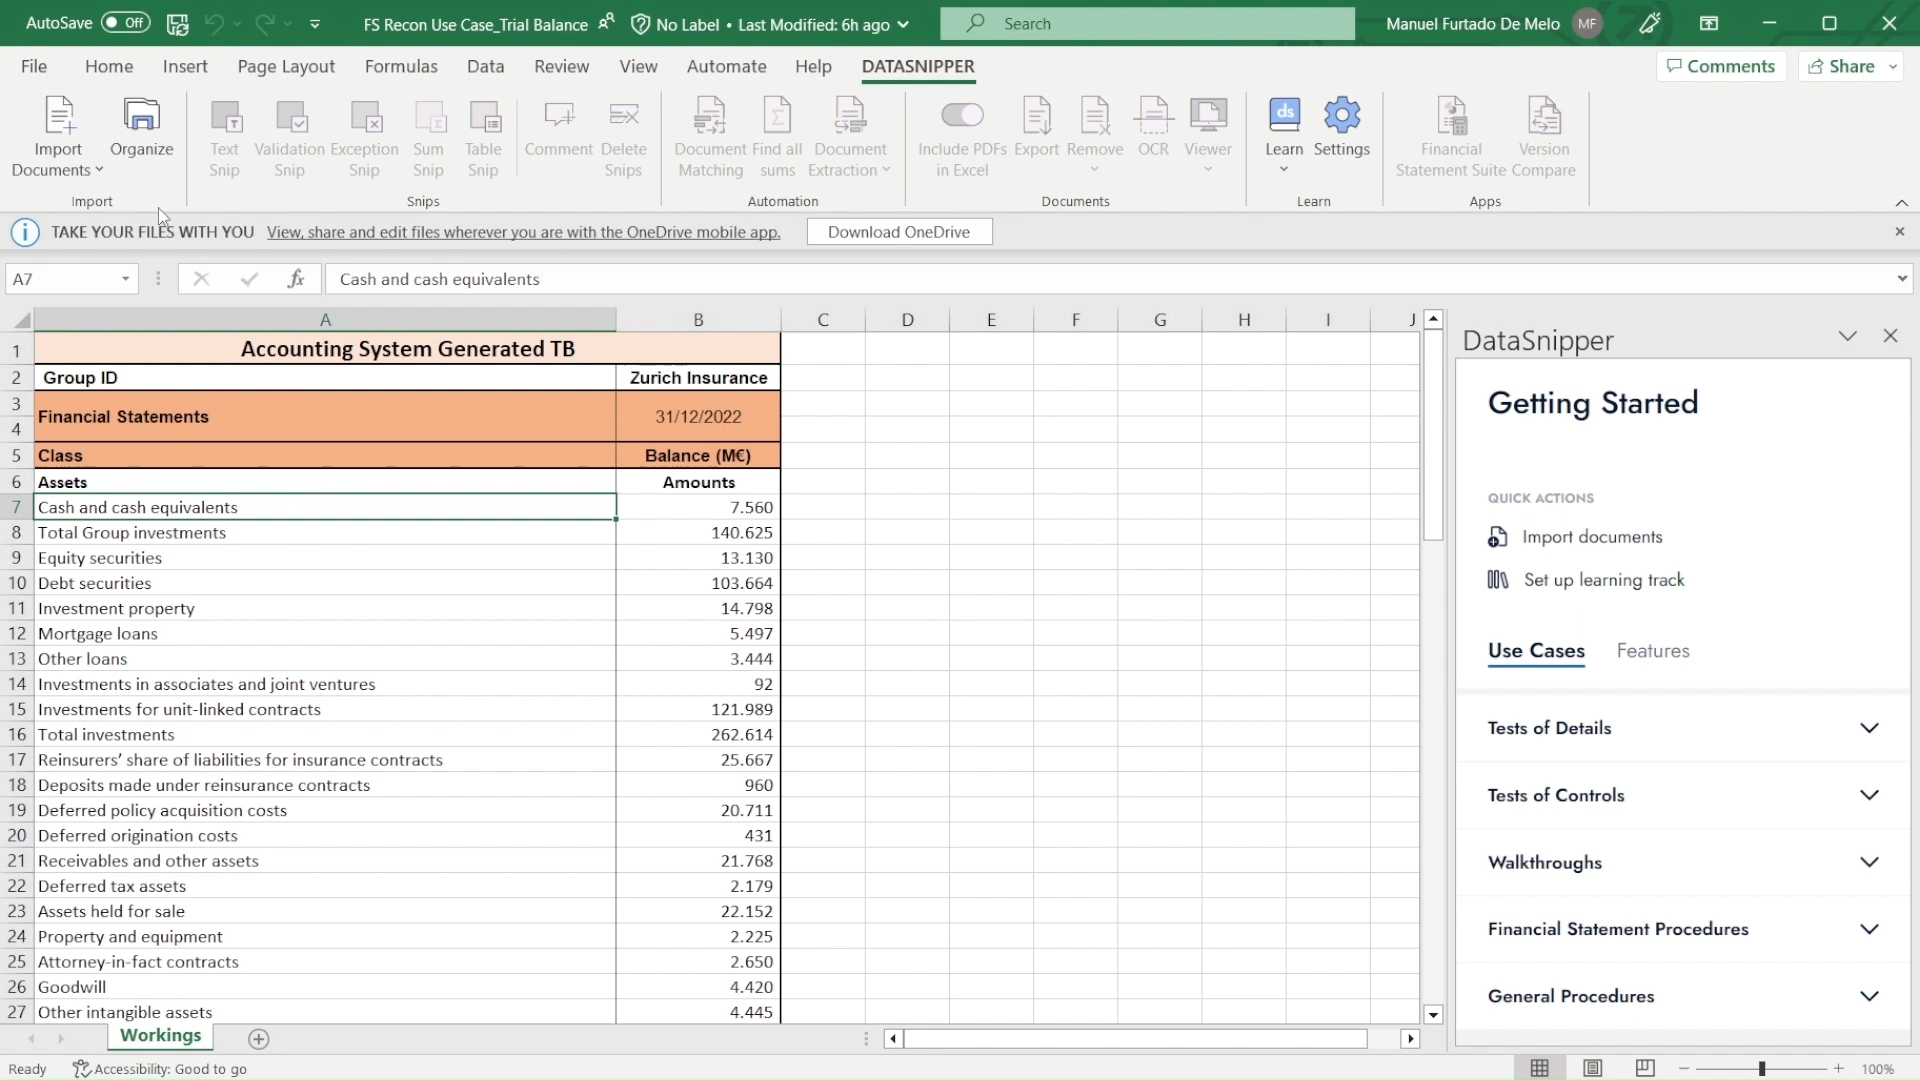 AutoSave Off FS Recon Use Case_Trial Balance No Label • Last Modified: 6h ago Search Manuel Furtado De Melo MF
File Home Insert Page Layout Formulas Data Review View Automate Help DATASNIPPER Comments Share
Import Documents
Organize
Text Snip
Validation Snip
Exception Snip
Sum Snip
Table Snip
Comment
Delete Snips
Document Matching
Find all sums
Document Extraction
Include PDFs in Excel
Export
Remove
OCR
Viewer
ds
Learn
Settings
Financial Statement Suite
Version Compare
Import Snips Automation Documents Learn Apps
TAKE YOUR FILES WITH YOU View, share and edit files wherever you are with the OneDrive mobile app. Download OneDrive
A7 fx Cash and cash equivalents
A B C D E F G H I J
1 Accounting System Generated TB
2 Group ID Zurich Insurance
3
4 Financial Statements 31/12/2022
5 Class Balance (M€)
6 Assets Amounts
7 Cash and cash equivalents 7.560
8 Total Group investments 140.625
9 Equity securities 13.130
10 Debt securities 103.664
11 Investment property 14.798
12 Mortgage loans 5.497
13 Other loans 3.444
14 Investments in associates and joint ventures 92
15 Investments for unit-linked contracts 121.989
16 Total investments 262.614
17 Reinsurers’ share of liabilities for insurance contracts 25.667
18 Deposits made under reinsurance contracts 960
19 Deferred policy acquisition costs 20.711
20 Deferred origination costs 431
21 Receivables and other assets 21.768
22 Deferred tax assets 2.179
23 Assets held for sale 22.152
24 Property and equipment 2.225
25 Attorney-in-fact contracts 2.650
26 Goodwill 4.420
27 Other intangible assets 4.445
DataSnipper
Getting Started
QUICK ACTIONS
Import documents
Set up learning track
Use Cases Features
Tests of Details
Tests of Controls
Walkthroughs
Financial Statement Procedures
General Procedures
Workings
Ready Accessibility: Good to go 100%